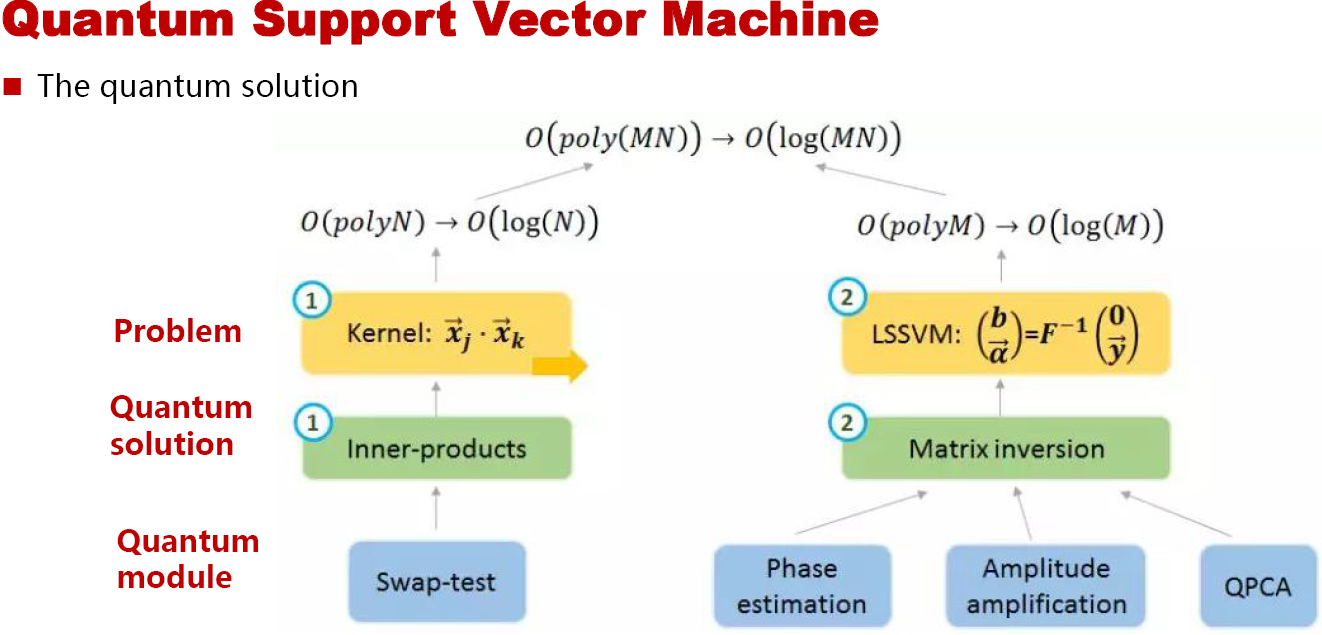 Quantum Support Vector Machine
■ The quantum solution
O(poly(MN)) → O(log(MN))
O(polyN) → O(log(N))
O(polyM) → O(log(M))
Problem
1
Kernel: x⃗ⱼ · x⃗ₖ
2
LSSVM: (b α⃗)=F⁻¹(0 y⃗)
Quantum
solution
1
Inner-products
2
Matrix inversion
Quantum
module
Swap-test
Phase
estimation
Amplitude
amplification
QPCA